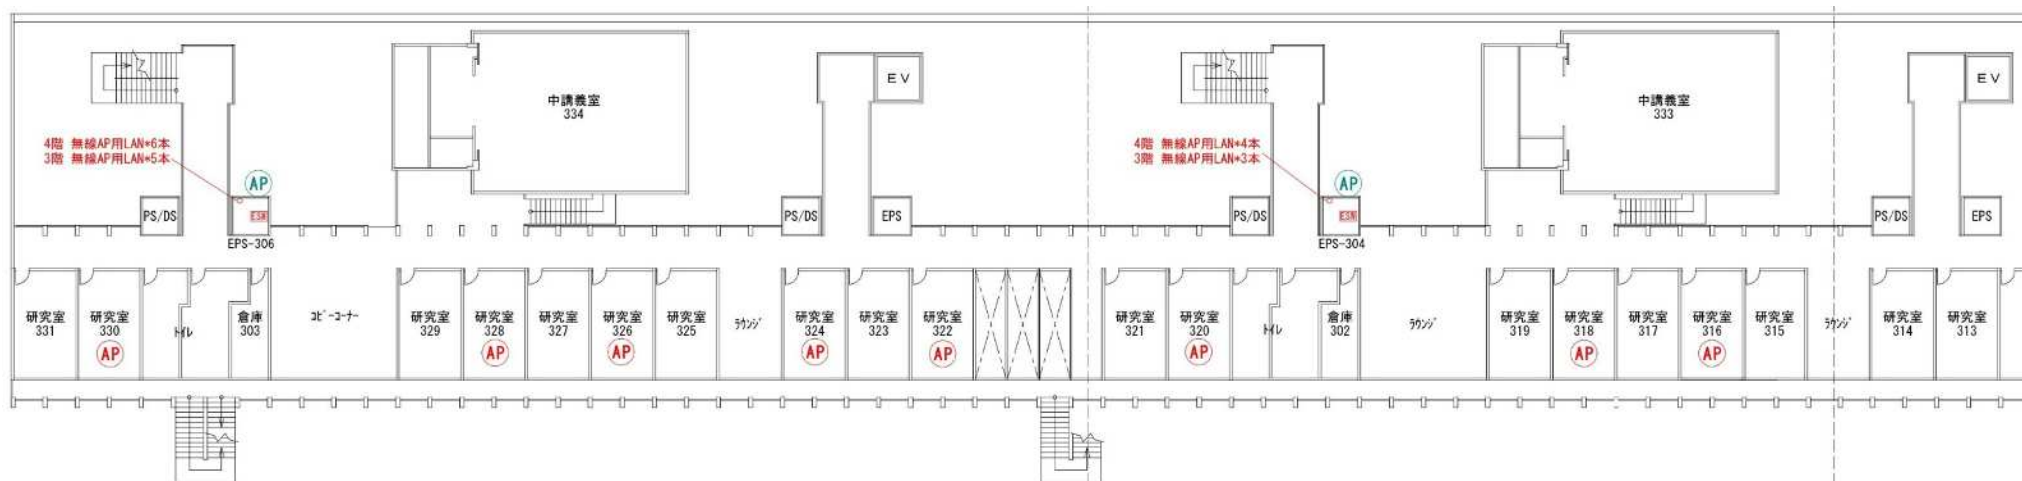 EV
EV
中講義室
334
中講義室
333
4階 無線AP用LAN*6本
3階 無線AP用LAN*5本
4階 無線AP用LAN*4本
3階 無線AP用LAN*3本
AP
AP
PS/DS
ESW
PS/DS
EPS
PS/DS
PS/DS
EPS
EPS-306
EPS-304
研究室
331
研究室
330
AP
トイレ
倉庫
303
コピーコーナー
研究室
329
研究室
328
AP
研究室
327
研究室
326
AP
研究室
325
ラウンジ
研究室
324
AP
研究室
323
研究室
322
AP
研究室
321
研究室
320
AP
トイレ
倉庫
302
ラウンジ
研究室
319
研究室
318
AP
研究室
317
研究室
316
AP
研究室
315
ラウンジ
研究室
314
研究室
313